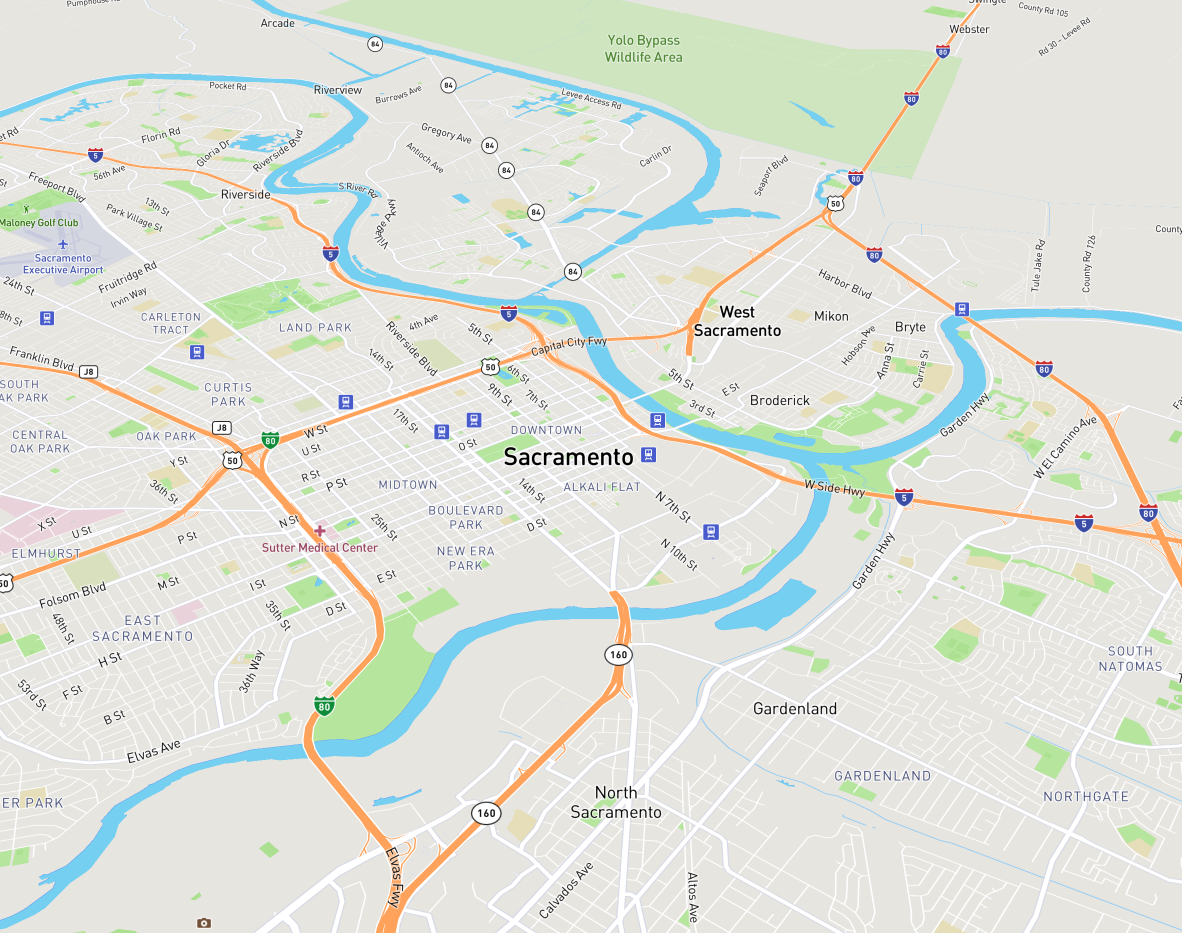 Pumphouse Rd
Arcade
84
Yolo Bypass
Wildlife Area
Swingle
County Rd 105
Webster
Rd 30 – Levee Rd
80
Pocket Rd
Riverview
Burrows Ave
84
Levee Access Rd
80
Florin Rd
Gloria Dr
Riverside Blvd
Gregory Ave
84
Antioch Ave
84
Carlin Dr
Seaport Blvd
80
5
56th Ave
Freeport Blvd
Riverside
S River Rd
13th St
Park Village St
Village Pkwy
84
50
Maloney Golf Club
Sacramento
Executive Airport
5
84
80
Tule Jake Rd
County Rd 126
County
Fruitridge Rd
Irvin Way
24th St
Harbor Blvd
CARLETON
TRACT
LAND PARK
4th Ave
5
5th St
West
Sacramento
Mikon
Bryte
Hobson Ave
Anna St
Carrie St
Capital City Fwy
Riverside Blvd
14th St
Franklin Blvd
J8
50
6th St
7th St
9th St
5th St
E St
3rd St
Broderick
80
CURTIS
PARK
SOUTH
OAK PARK
Garden Hwy
17th St
DOWNTOWN
J8
CENTRAL
OAK PARK
OAK PARK
80
W St
U St
O St
Sacramento
W El Camino Ave
Y St
50
R St
P St
MIDTOWN
14th St
ALKALI FLAT
W Side Hwy
5
36th St
N St
25th St
BOULEVARD
PARK
D St
N 7th St
80
5
X St
U St
P St
Sutter Medical Center
NEW ERA
PARK
N 10th St
Garden Hwy
ELMHURST
50
Folsom Blvd
M St
I St
E St
48th St
35th St
D St
EAST
SACRAMENTO
H St
36th Way
160
SOUTH
NATOMAS
53rd St
F St
B St
80
Gardenland
Elvas Ave
GARDENLAND
NORTHGATE
North
Sacramento
160
ER PARK
Elvas Fwy
Calvados Ave
Altos Ave